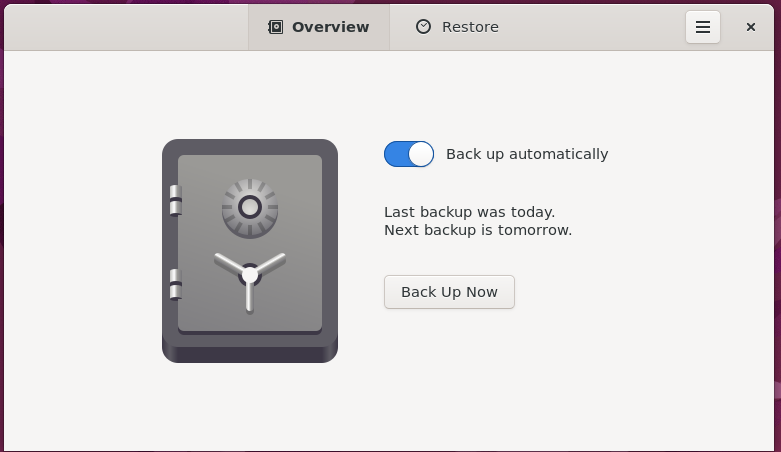 Overview
Restore
Back up automatically
Last backup was today.
Next backup is tomorrow.
Back Up Now